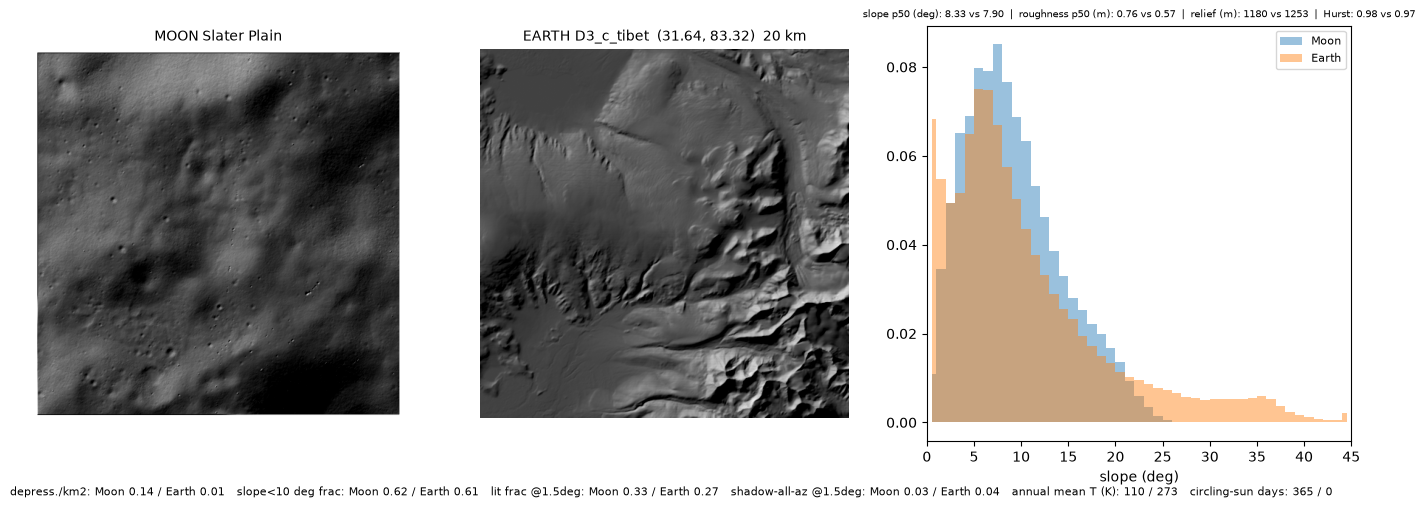 slope p50 (deg): 8.33 vs 7.90 | roughness p50 (m): 0.76 vs 0.57 | relief (m): 1180 vs 1253 | Hurst: 0.98 vs 0.97
MOON Slater Plain
EARTH D3_c_tibet (31.64, 83.32) 20 km
Moon
Earth
0.08
0.06
0.04
0.02
0.00
0 5 10 15 20 25 30 35 40 45
slope (deg)
depress./km2: Moon 0.14 / Earth 0.01 slope<10 deg frac: Moon 0.62 / Earth 0.61 lit frac @1.5deg: Moon 0.33 / Earth 0.27 shadow-all-az @1.5deg: Moon 0.03 / Earth 0.04 annual mean T (K): 110 / 273 circling-sun days: 365 / 0